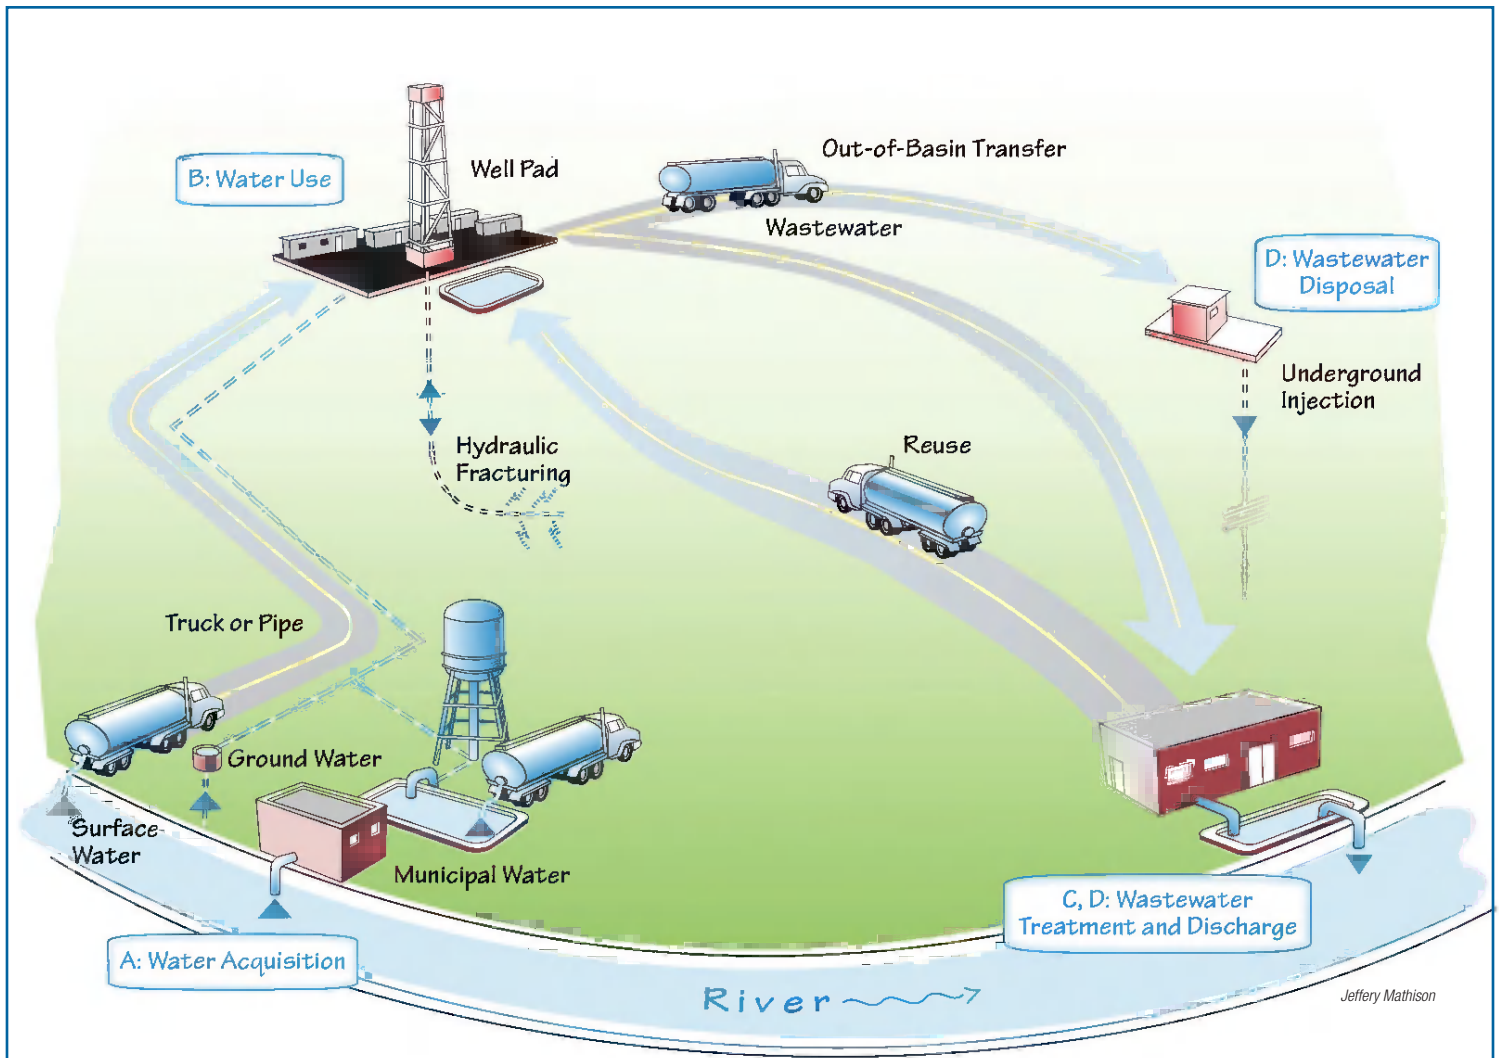 Out-of-Basin Transfer
Well Pad
B: Water Use
Wastewater
D: Wastewater
Disposal
Underground
Injection
Hydraulic
Fracturing
Reuse
Truck or Pipe
Ground Water
Surface
Water
Municipal Water
C, D: Wastewater
Treatment and Discharge
A: Water Acquisition
River
Jeffery Mathison